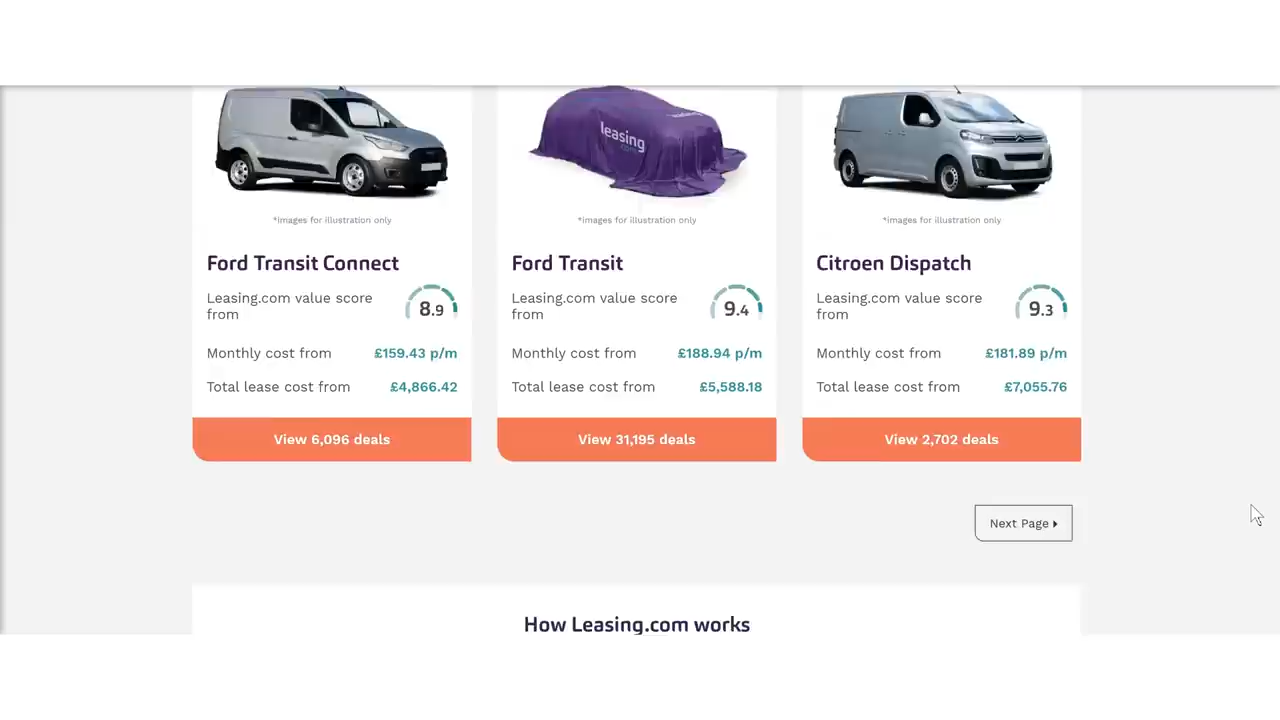 leasing
.com
*Images for illustration only
*Images for illustration only
*Images for illustration only
Ford Transit Connect
Ford Transit
Citroen Dispatch
Leasing.com value score
from
8.9
Leasing.com value score
from
9.4
Leasing.com value score
from
9.3
Monthly cost from
£159.43 p/m
Monthly cost from
£188.94 p/m
Monthly cost from
£181.89 p/m
Total lease cost from
£4,866.42
Total lease cost from
£5,588.18
Total lease cost from
£7,055.76
View 6,096 deals
View 31,195 deals
View 2,702 deals
Next Page
How Leasing.com works